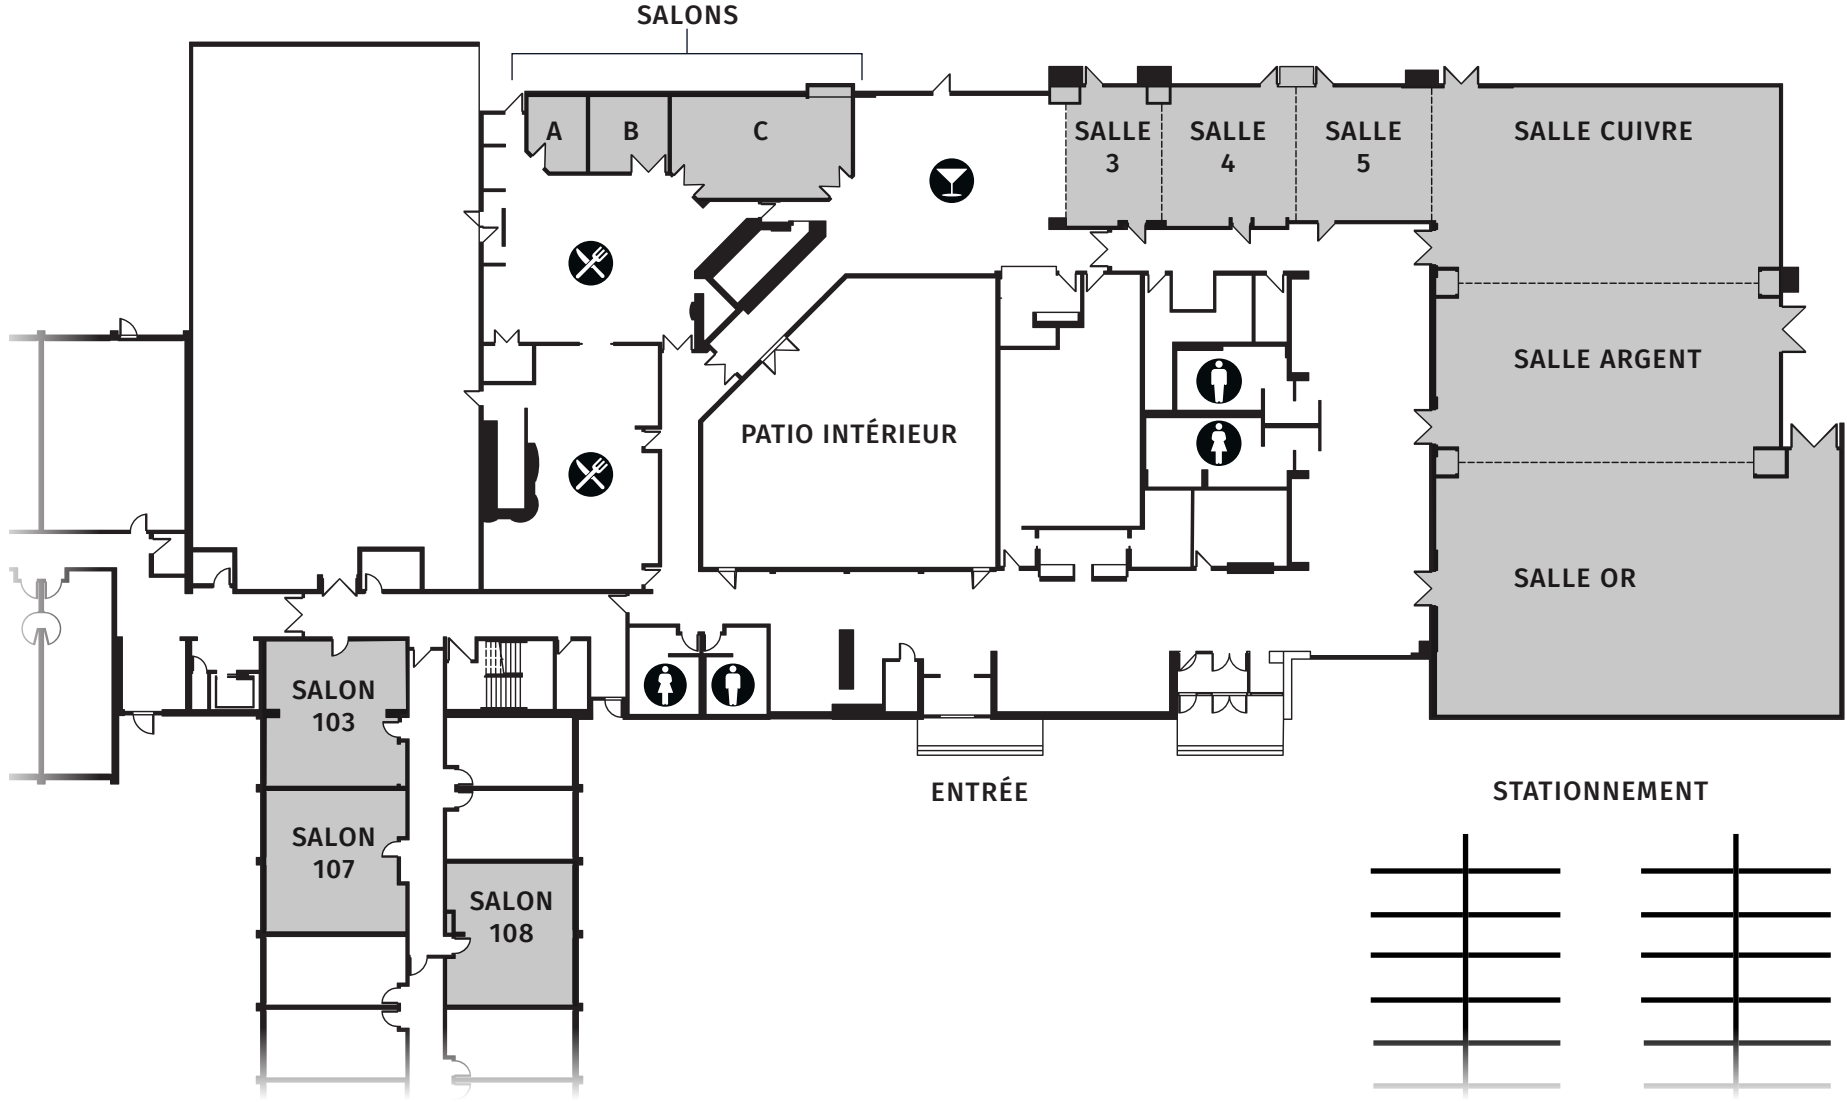 SALONS
A
B
C
SALLE
3
SALLE
4
SALLE
5
SALLE CUIVRE
SALLE ARGENT
PATIO INTÉRIEUR
SALLE OR
SALON
103
SALON
107
SALON
108
ENTRÉE
STATIONNEMENT